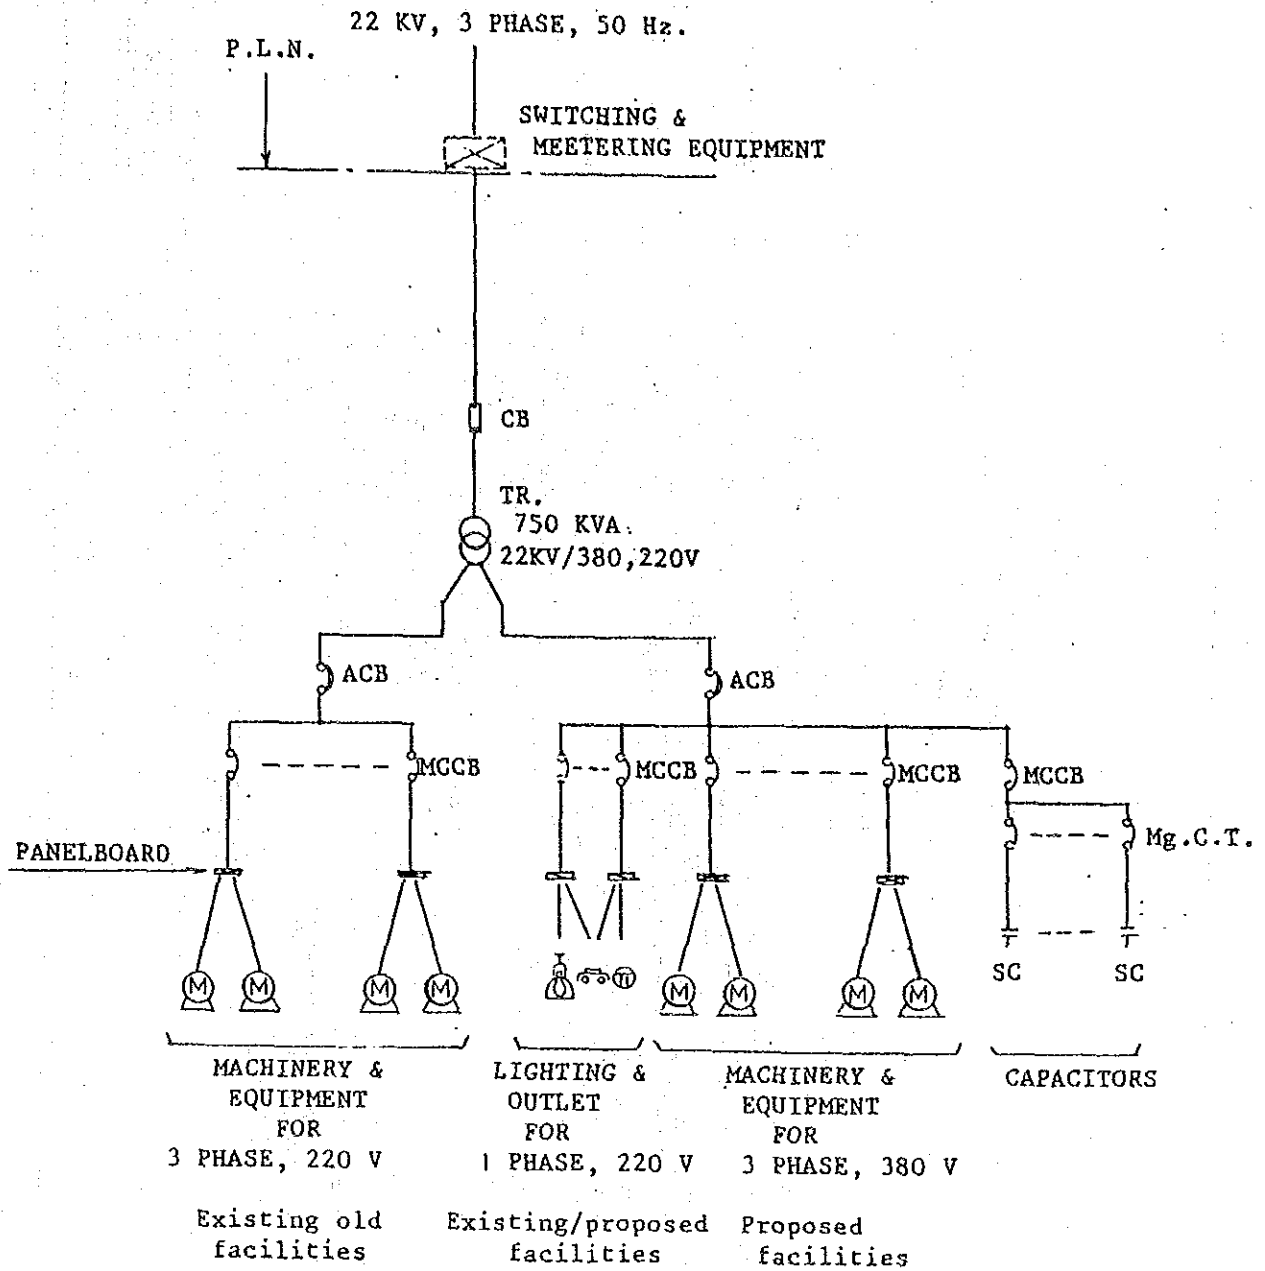 22 KV, 3 PHASE, 50 Hz.
P.L.N.
SWITCHING &
MEETERING EQUIPMENT
CB
TR.
750 KVA.
22KV/380,220V
ACB
ACB
MCCB
MCCB
MCCB
MCCB
Mg.C.T.
PANELBOARD
SC
SC
M
M
M
M
M
M
M
M
MACHINERY &
EQUIPMENT
FOR
3 PHASE, 220 V
LIGHTING &
OUTLET
FOR
1 PHASE, 220 V
MACHINERY &
EQUIPMENT
FOR
3 PHASE, 380 V
CAPACITORS
Existing old
facilities
Existing/proposed
facilities
Proposed
facilities